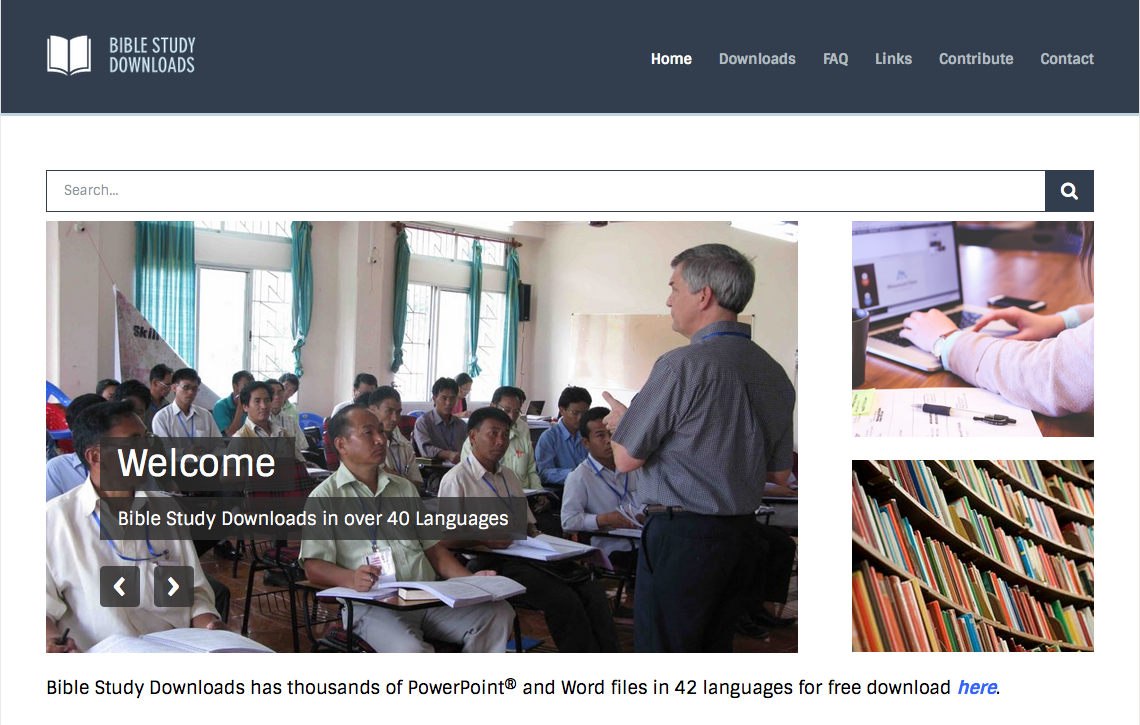 BIBLE STUDY
DOWNLOADS
Home Downloads FAQ Links Contribute Contact
Search...
Skill
Welcome
Bible Study Downloads in over 40 Languages
Bible Study Downloads has thousands of PowerPoint® and Word files in 42 languages for free download here.